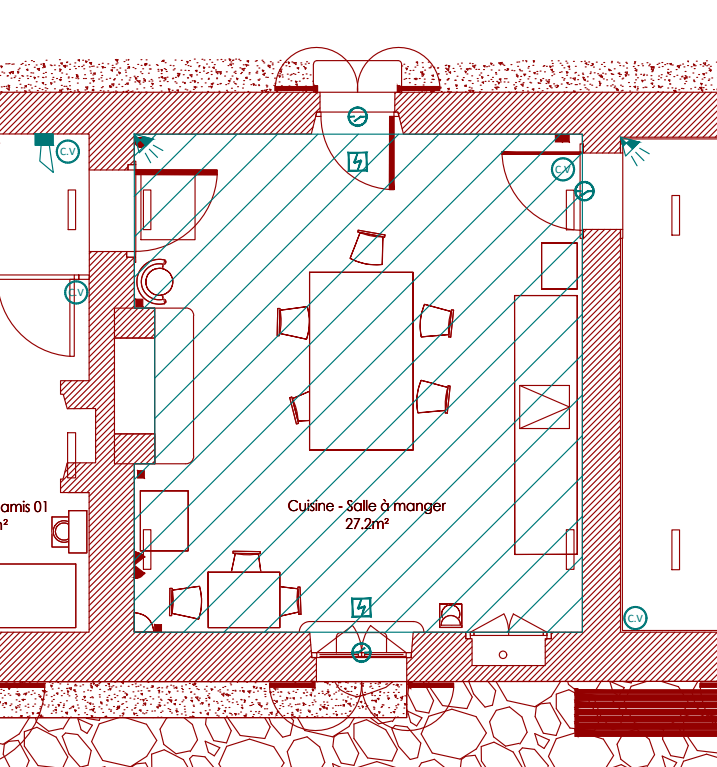 C.V
C.V
C.V
Cuisine - Salle à manger
27.2m²
amis 01
m²
C.V